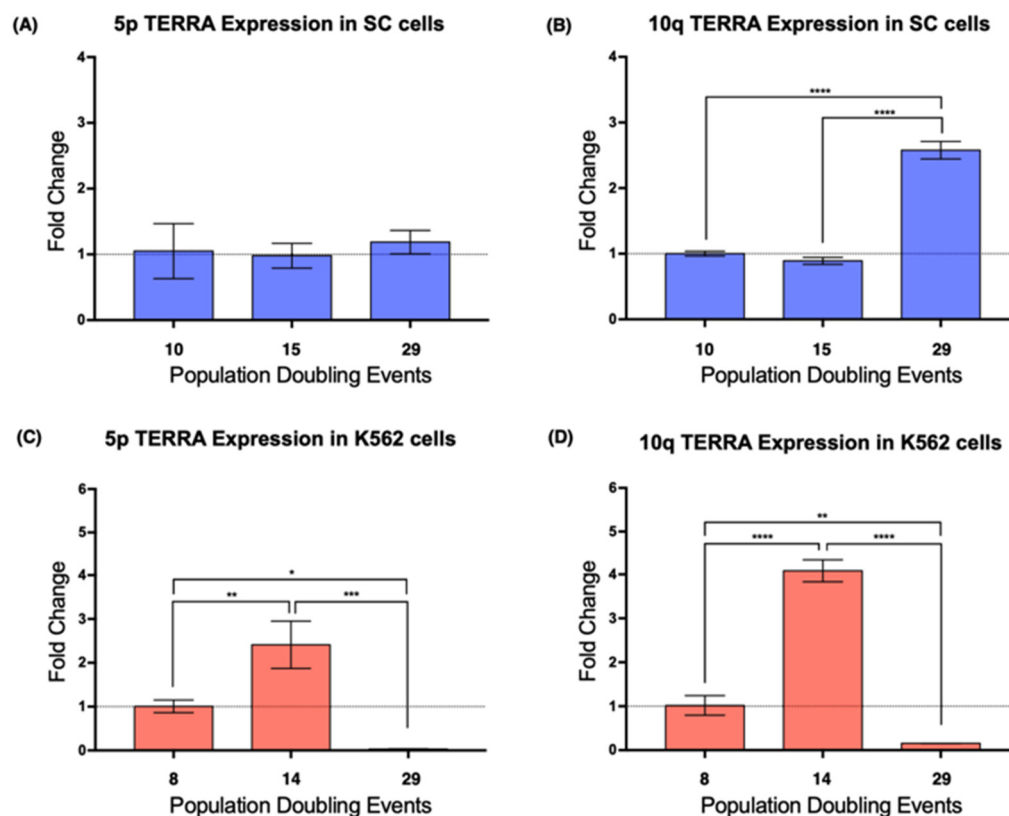 (A) 5p TERRA Expression in SC cells
Fold Change
4
3
2
1
0
10 15 29
Population Doubling Events
(B) 10q TERRA Expression in SC cells
Fold Change
4
3
2
1
0
****
****
10 15 29
Population Doubling Events
(C) 5p TERRA Expression in K562 cells
Fold Change
6
5
4
3
2
1
0
*
** ***
8 14 29
Population Doubling Events
(D) 10q TERRA Expression in K562 cells
Fold Change
6
5
4
3
2
1
0
**
**** ****
8 14 29
Population Doubling Events